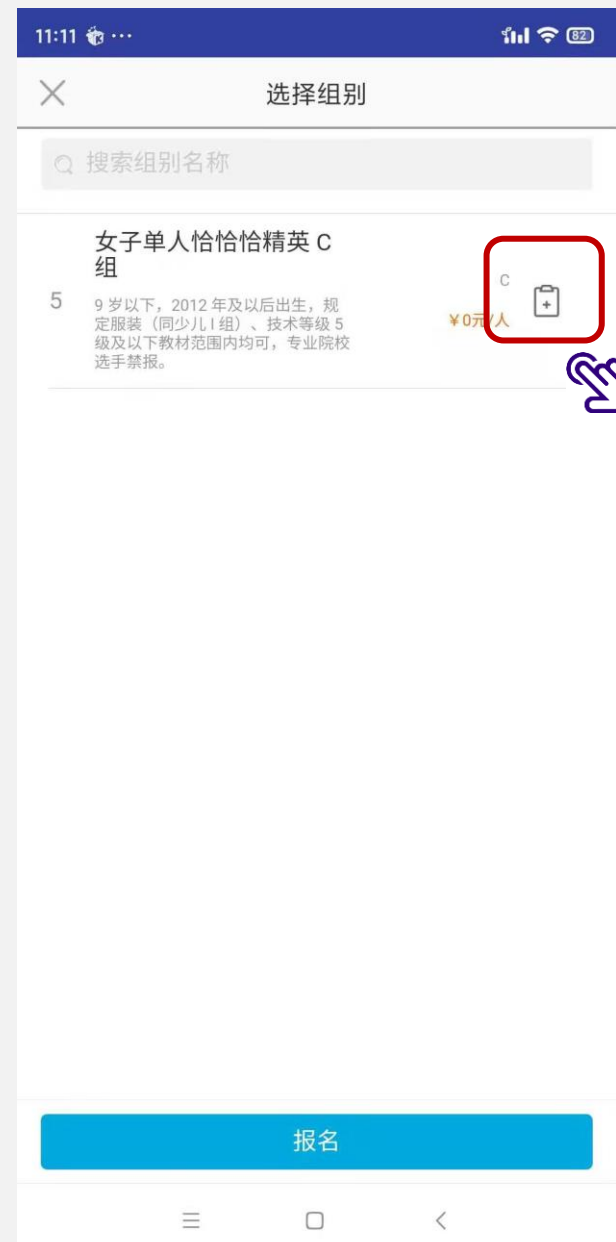 11:11 ...
82
选择组别
搜索组别名称
女子单人恰恰恰精英 C
组
5
9 岁以下，2012 年及以后出生，规
定服装（同少儿 I 组）、技术等级 5
级及以下教材范围内均可，专业院校
选手禁报。
C
￥0元/人
报名